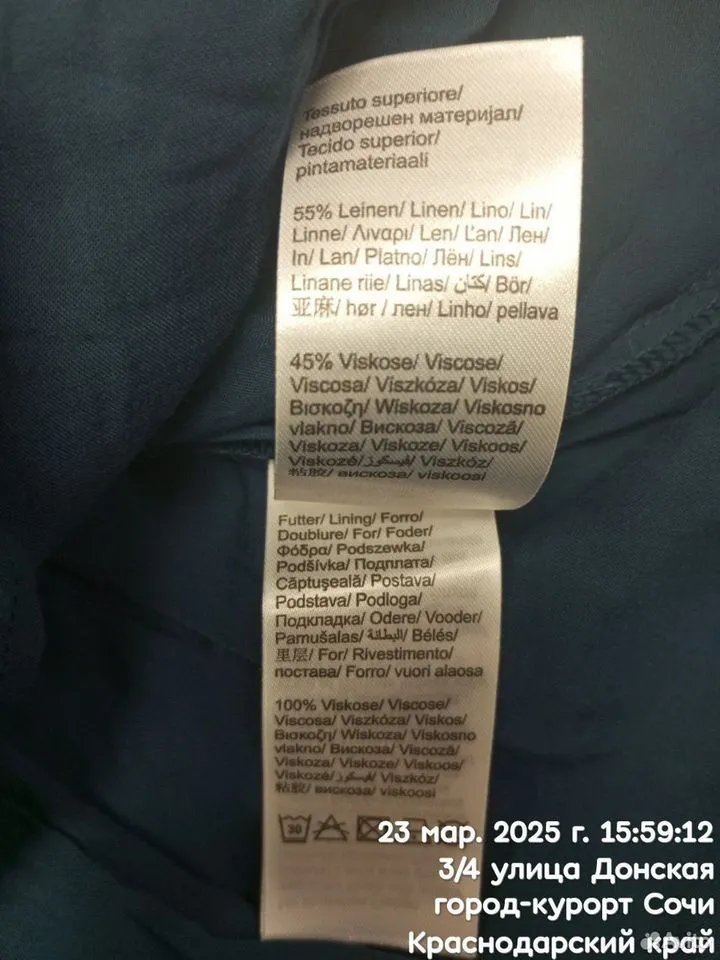 Tessuto superiore/
надворешен материјал/
Tecido superior/
pintamateriaali
55% Leinen/ Linen/ Lino/ Lin/
Linne/ Λιναρι/ Len/ Ľan/ Лен/
In/ Lan/ Platno/ Лён/ Lins/
Linane riie/ Linas/ كتان/ Bör/
亚麻/ hør / лен/ Linho/ pellava
45% Viskose/ Viscose/
Viscosa/ Viszkóza/ Viskos/
Βισκοζη/ Wiskoza/ Viskosno
vlakno/ Вискоза/ Viscoză/
Viskoza/ Viskoze/ Viskoos/
Viskozė/ فيسكوز/ Viszkóz/
粘胶/ вискоза/ viskoosi
Futter/ Lining/ Forro/
Doublure/ For/ Foder/
Φόδρα/ Podszewka/
Podšívka/ Подплата/
Căptuşeală/ Postava/
Podstava/ Podloga/
Подкладка/ Odere/ Vooder/
Pamušalas/ البطانة/ Bélés/
里层/ For/ Rivestimento/
постава/ Forro/ vuori alaosa
100% Viskose/ Viscose/
Viscosa/ Viszkóza/ Viskos/
Βισκοζη/ Wiskoza/ Viskosno
vlakno/ Вискоза/ Viscoză/
Viskoza/ Viskoze/ Viskoos/
Viskozė/ فيسكوز/ Viszkóz/
粘胶/ вискоза/ viskoosi
30
23 мар. 2025 г. 15:59:12
3/4 улица Донская
город-курорт Сочи
Краснодарский край
Avito